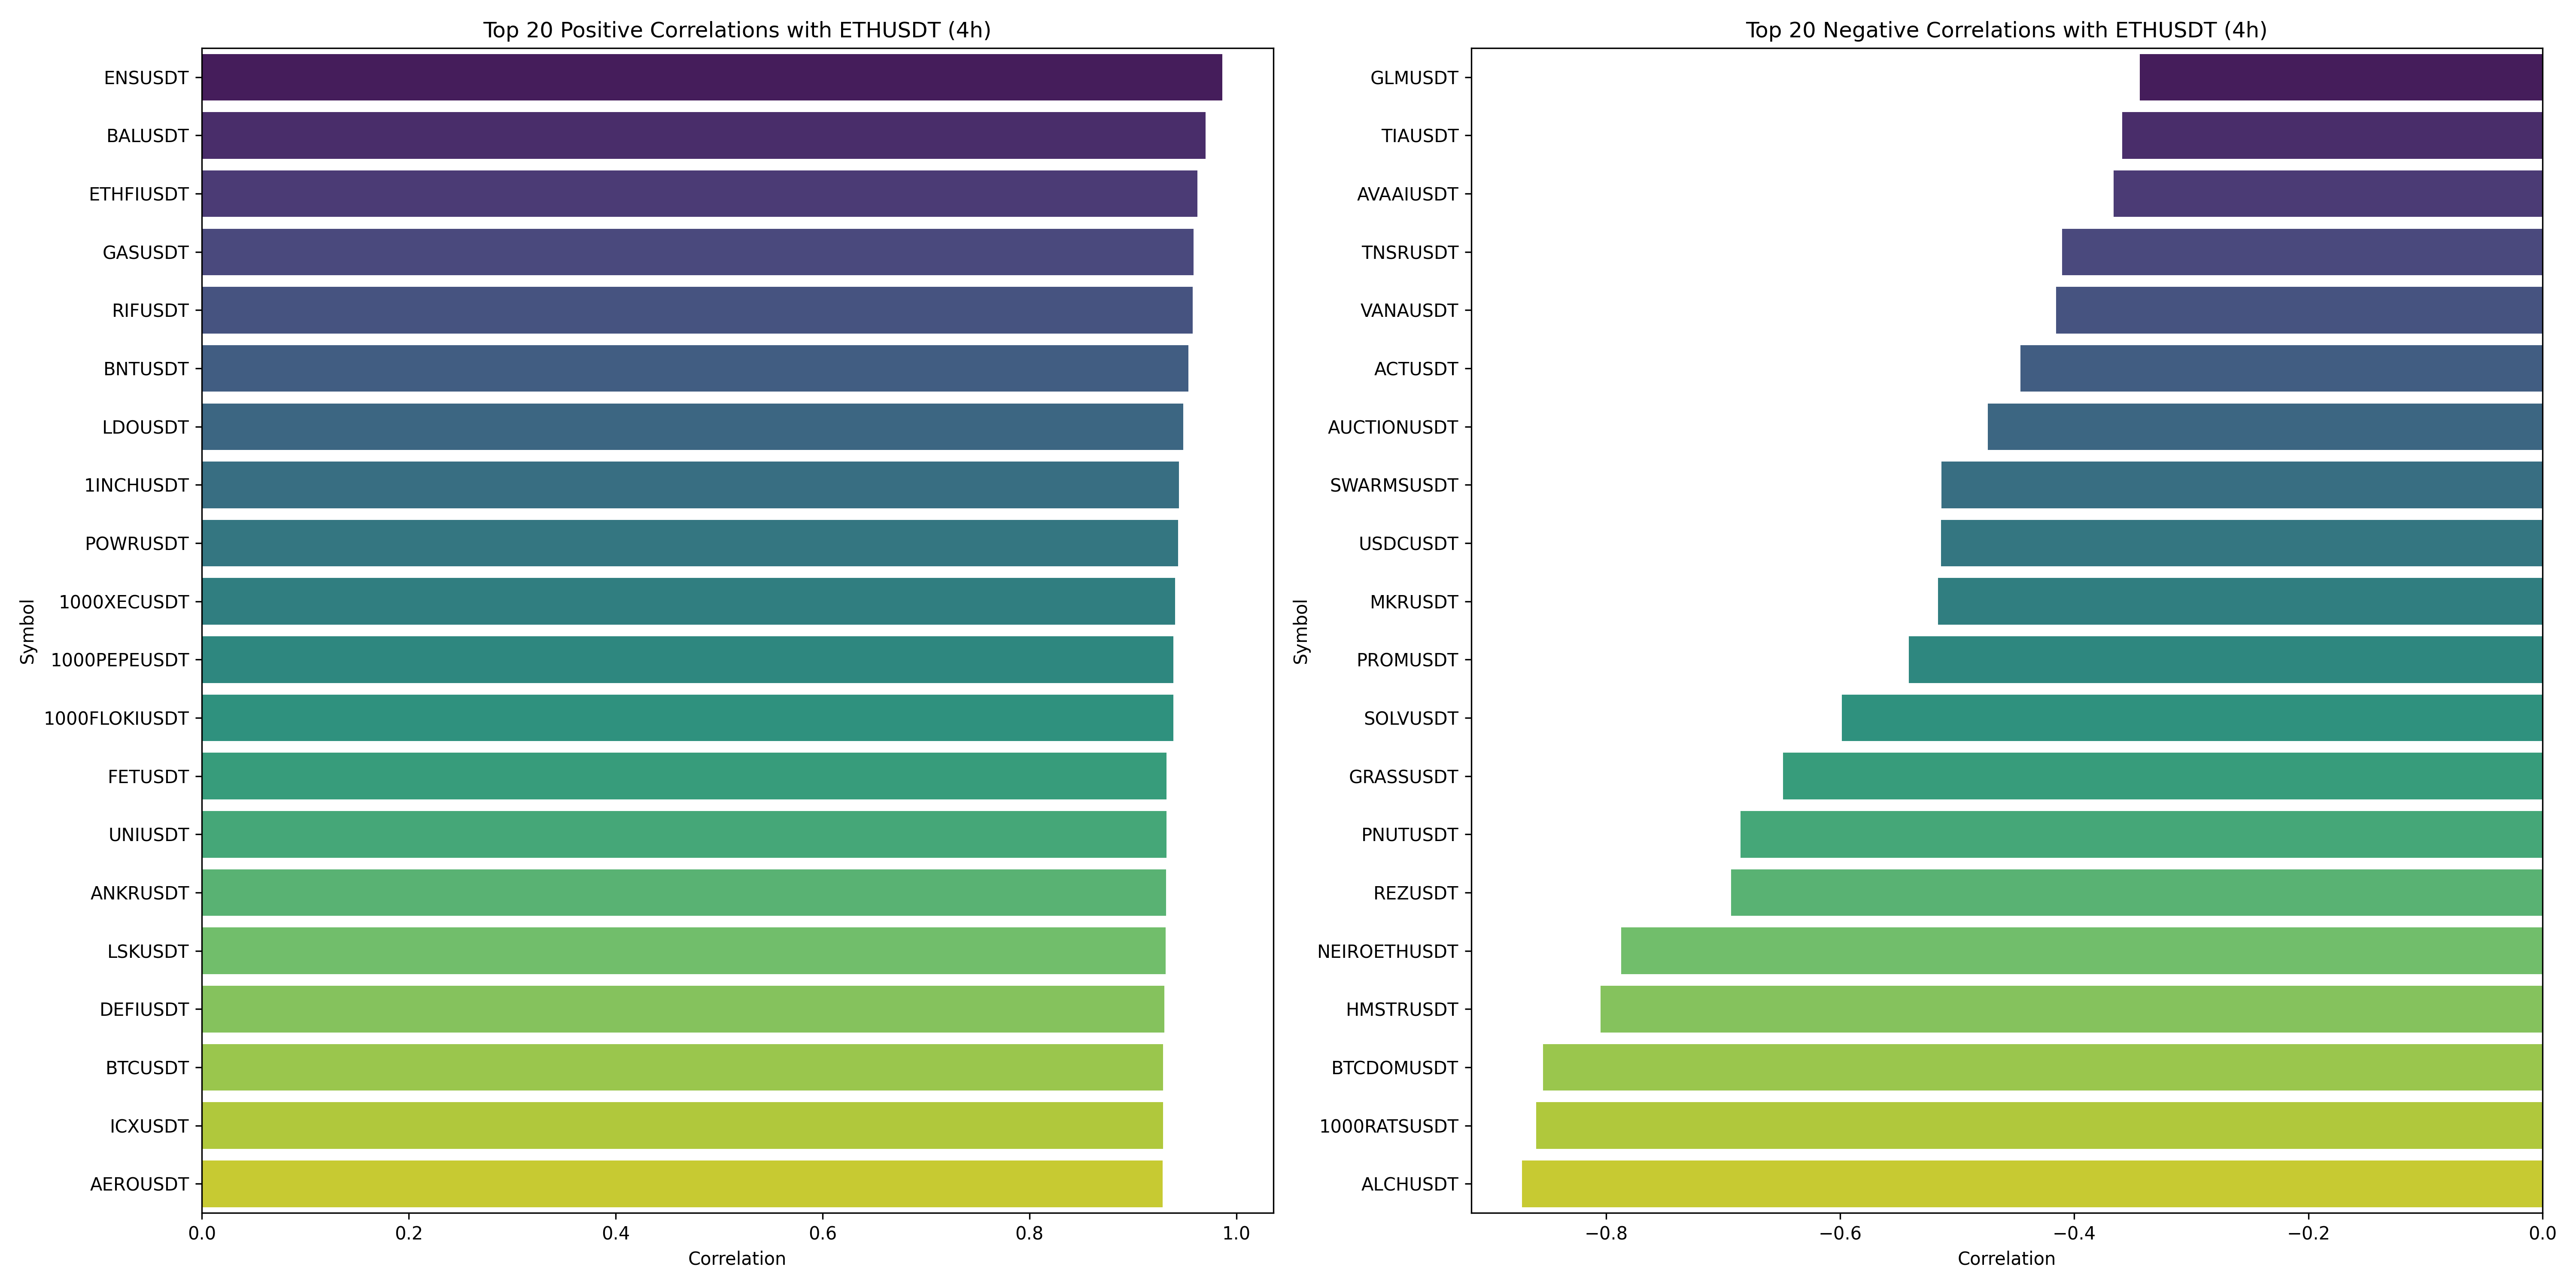 Top 20 Positive Correlations with ETHUSDT (4h)
Symbol
ENSUSDT
BALUSDT
ETHFIUSDT
GASUSDT
RIFUSDT
BNTUSDT
LDOUSDT
1INCHUSDT
POWRUSDT
1000XECUSDT
1000PEPEUSDT
1000FLOKIUSDT
FETUSDT
UNIUSDT
ANKRUSDT
LSKUSDT
DEFIUSDT
BTCUSDT
ICXUSDT
AEROUSDT
0.0 0.2 0.4 0.6 0.8 1.0
Correlation
Top 20 Negative Correlations with ETHUSDT (4h)
Symbol
GLMUSDT
TIAUSDT
AVAAIUSDT
TNSRUSDT
VANAUSDT
ACTUSDT
AUCTIONUSDT
SWARMSUSDT
USDCUSDT
MKRUSDT
PROMUSDT
SOLVUSDT
GRASSUSDT
PNUTUSDT
REZUSDT
NEIROETHUSDT
HMSTRUSDT
BTCDOMUSDT
1000RATSUSDT
ALCHUSDT
−0.8 −0.6 −0.4 −0.2 0.0
Correlation